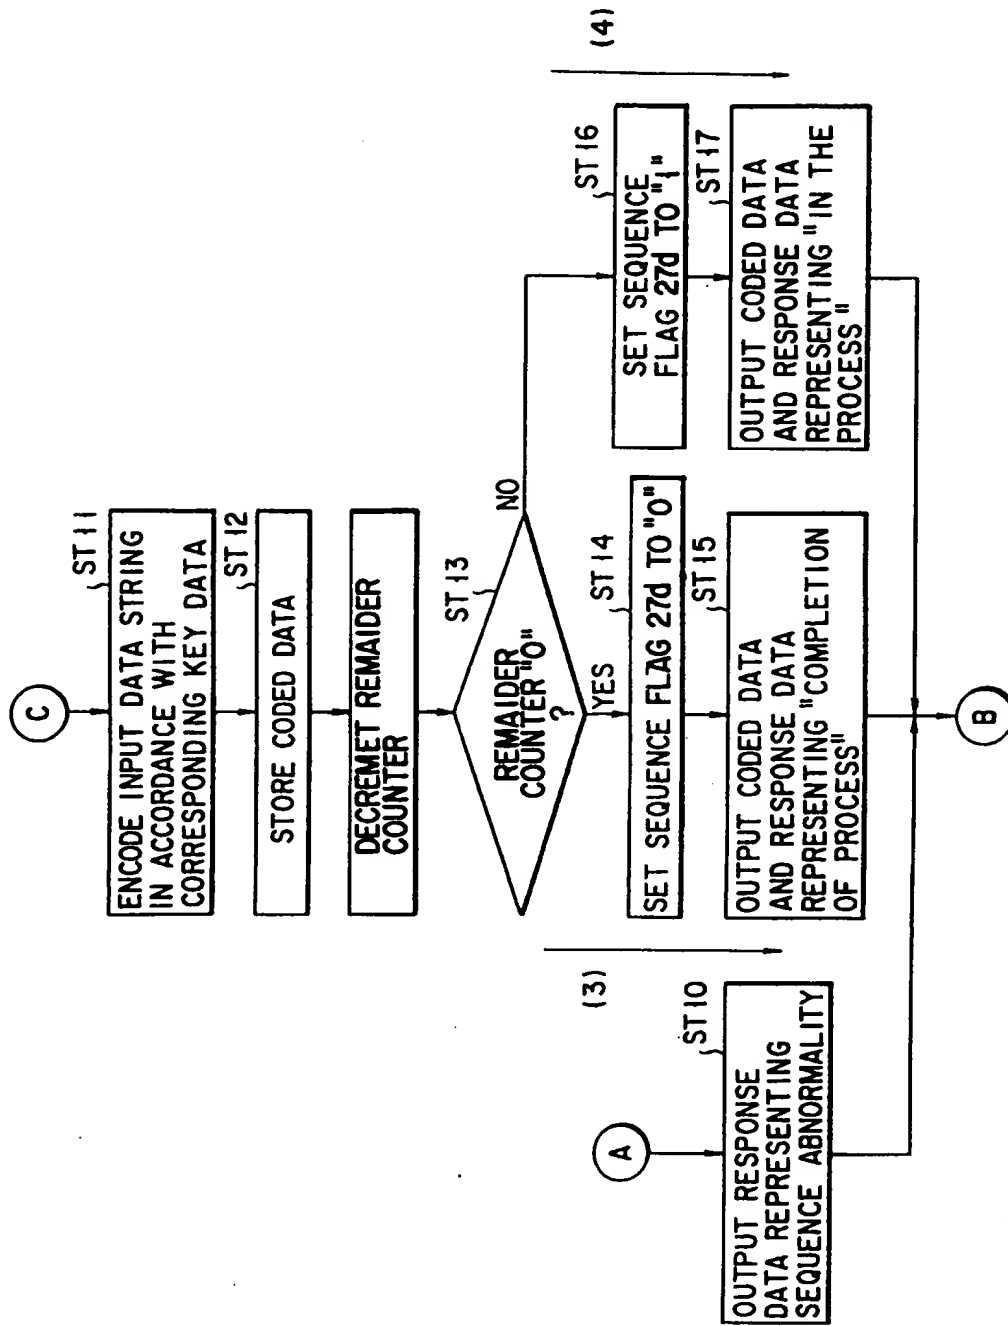 C
ST11
ENCODE INPUT DATA STRING
IN ACCORDANCE WITH
CORRESPONDING KEY DATA
ST12
STORE CODED DATA
DECREMET REMAIDER
COUNTER
ST13
REMAIDER
COUNTER "0"
?
NO
YES
ST14
SET SEQUENCE FLAG 27d TO "0"
ST15
OUTPUT CODED DATA
AND RESPONSE DATA
REPRESENTING "COMPLETION
OF PROCESS"
ST16
SET SEQUENCE
FLAG 27d TO "1"
ST17
OUTPUT CODED DATA
AND RESPONSE DATA
REPRESENTING "IN THE
PROCESS"
(4)
(3)
A
ST10
OUTPUT RESPONSE
DATA REPRESENTING
SEQUENCE ABNORMALITY
B